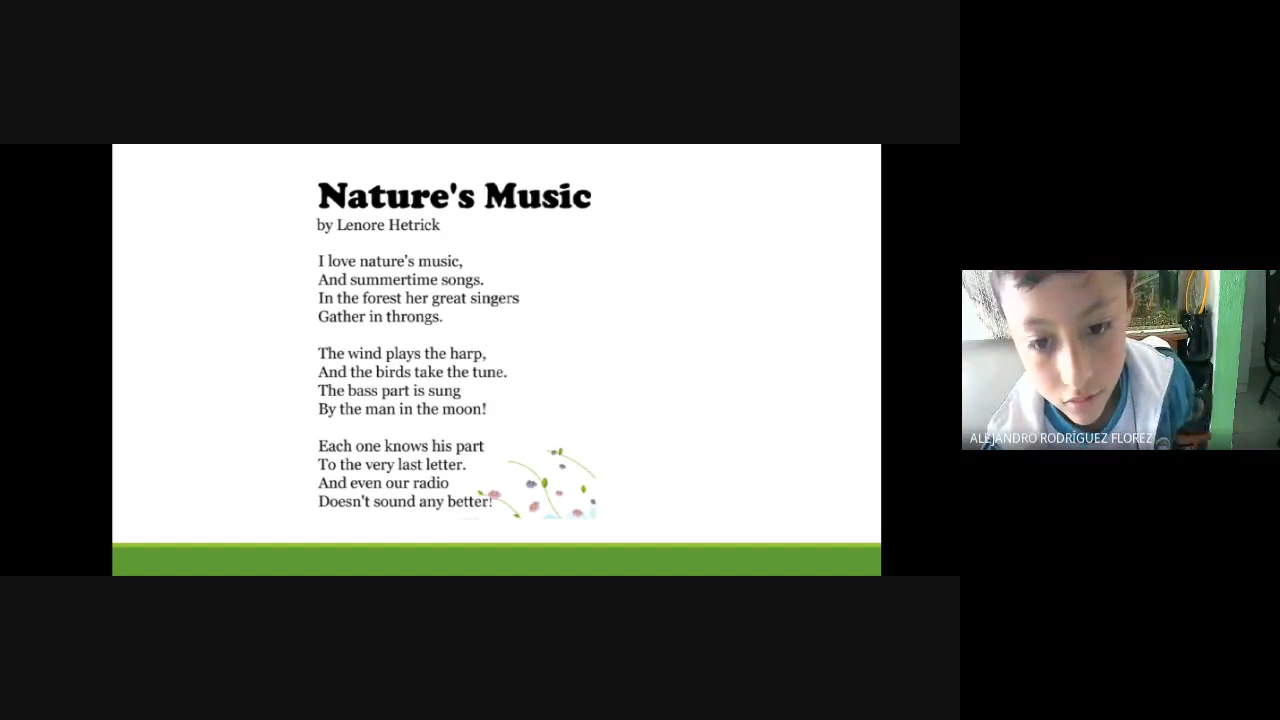 Nature's Music
by Lenore Hetrick
I love nature's music,
And summertime songs.
In the forest her great singers
Gather in throngs.
The wind plays the harp,
And the birds take the tune.
The bass part is sung
By the man in the moon!
Each one knows his part
To the very last letter.
And even our radio
Doesn't sound any better!
ALEJANDRO RODRÍGUEZ FLOREZ